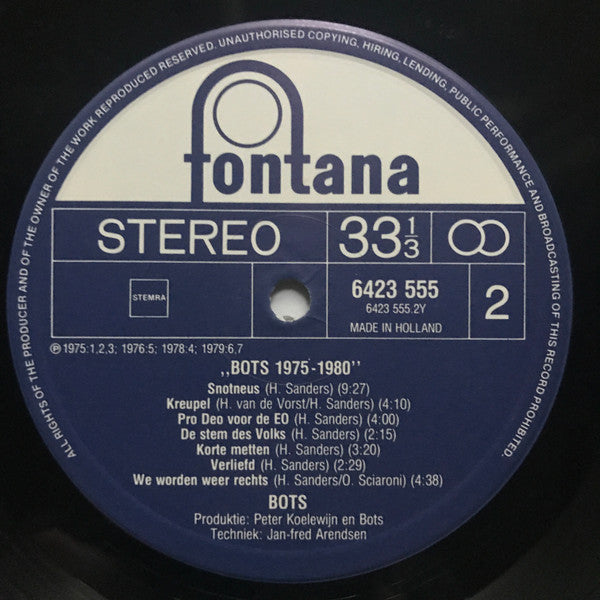 ALL RIGHTS OF THE PRODUCER AND OF THE OWNER OF THE WORK REPRODUCED RESERVED. UNAUTHORISED COPYING, HIRING, LENDING, PUBLIC PERFORMANCE AND BROADCASTING OF THIS RECORD PROHIBITED.
fontana
STEREO 33 1/3
STEMRA
6423 555
6423 555.2Y
MADE IN HOLLAND
2
℗ 1975:1,2,3; 1976:5; 1978:4; 1979:6,7
,,BOTS 1975-1980''
Snotneus (H. Sanders) (9:27)
Kreupel (H. van de Vorst/H. Sanders) (4:10)
Pro Deo voor de EO (H. Sanders) (4:00)
De stem des Volks (H. Sanders) (2:15)
Korte metten (H. Sanders) (3:20)
Verliefd (H. Sanders) (2:29)
We worden weer rechts (H. Sanders/O. Sciaroni) (4:38)
BOTS
Produktie: Peter Koelewijn en Bots
Techniek: Jan-fred Arendsen